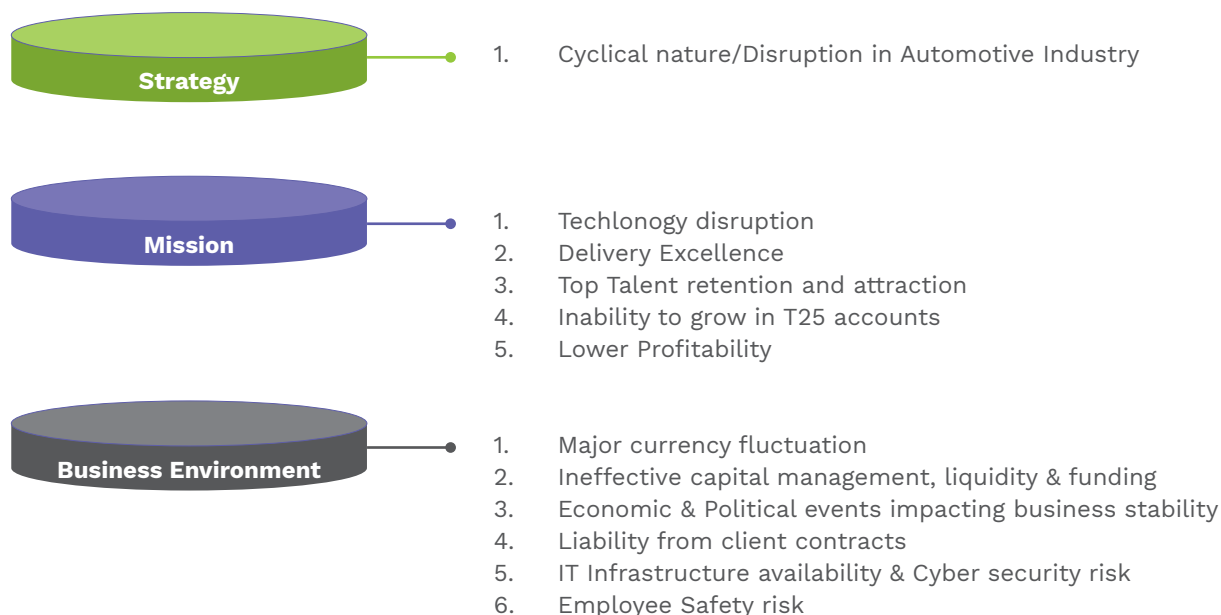 Strategy
1. Cyclical nature/Disruption in Automotive Industry
Mission
1. Techlonogy disruption
2. Delivery Excellence
3. Top Talent retention and attraction
4. Inability to grow in T25 accounts
5. Lower Profitability
Business Environment
1. Major currency fluctuation
2. Ineffective capital management, liquidity & funding
3. Economic & Political events impacting business stability
4. Liability from client contracts
5. IT Infrastructure availability & Cyber security risk
6. Employee Safety risk